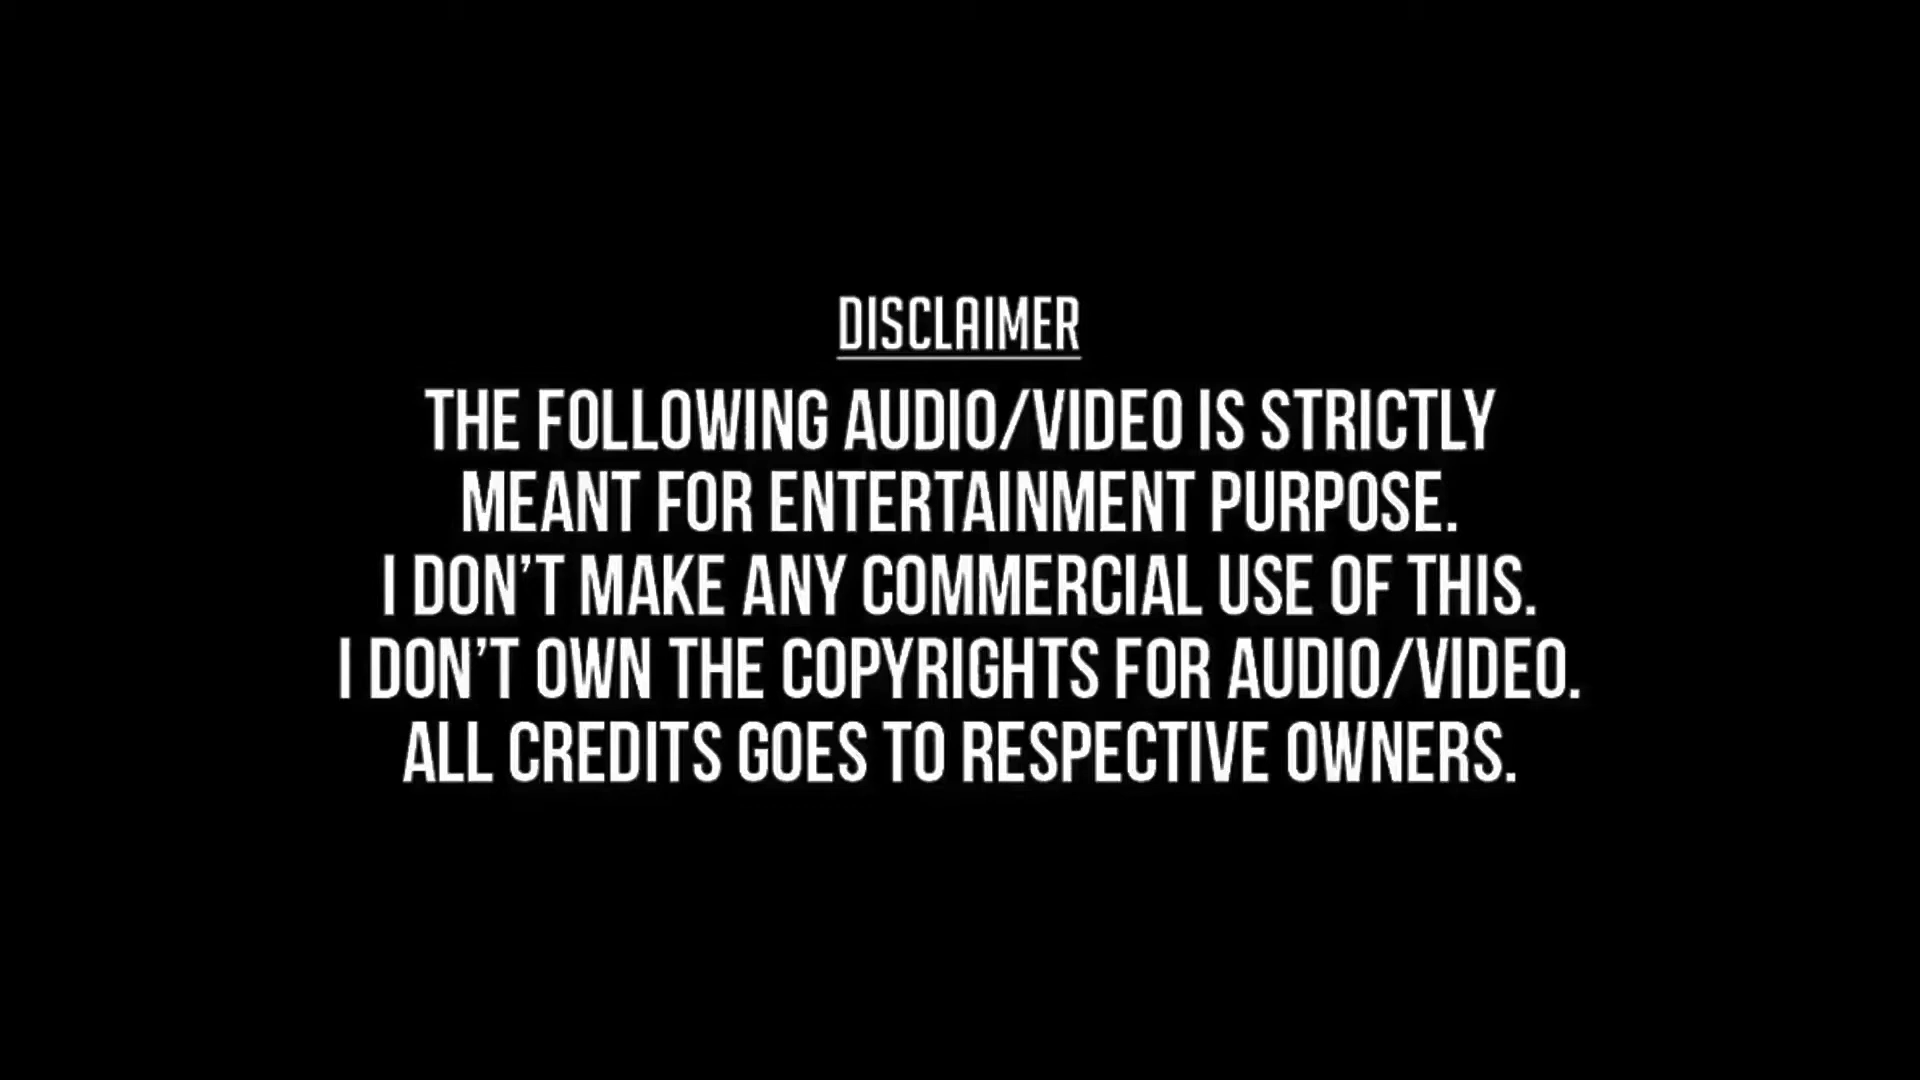 DISCLAIMER
THE FOLLOWING AUDIO/VIDEO IS STRICTLY
MEANT FOR ENTERTAINMENT PURPOSE.
I DON’T MAKE ANY COMMERCIAL USE OF THIS.
I DON’T OWN THE COPYRIGHTS FOR AUDIO/VIDEO.
ALL CREDITS GOES TO RESPECTIVE OWNERS.